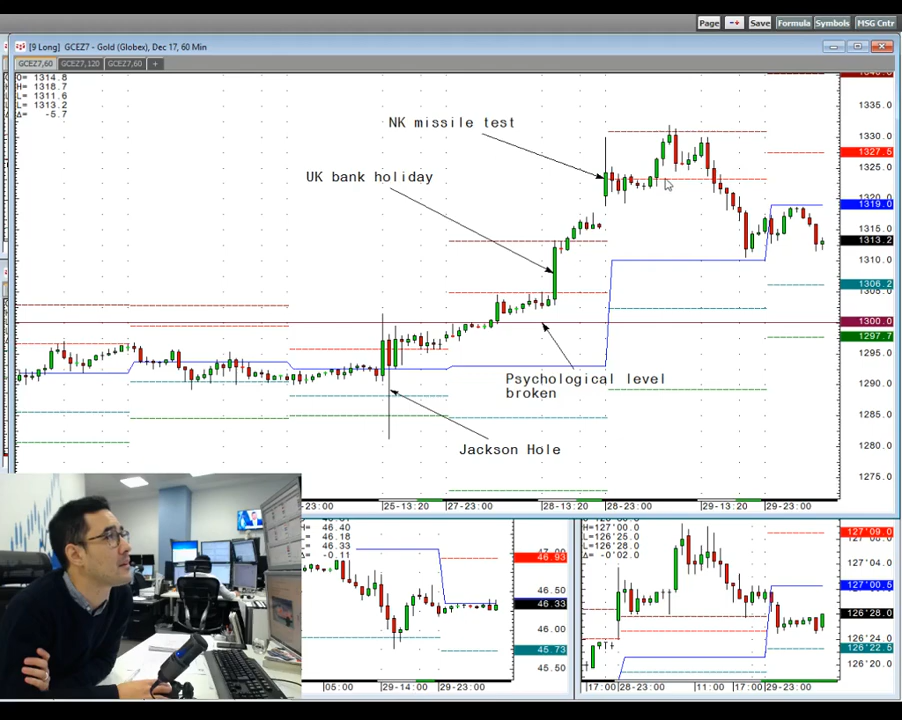 Page
Save
Formula
Symbols
MSG Cntr
[9 Long] GCEZ7 - Gold (Globex), Dec 17, 60 Min
GCEZ7,60
GCEZ7,120
GCEZ7,60
+
O= 1314.8
H= 1318.7
L= 1311.6
L= 1313.2
Δ= -5.7
NK missile test
UK bank holiday
Psychological level
broken
Jackson Hole
1335.0
1330.0
1327.5
1325.0
1320.0
1319.0
1315.0
1313.2
1310.0
1306.2
1305.0
1300.0
1297.7
1295.0
1290.0
1285.0
1280.0
1275.0
-23:00
25-13:20
27-23:00
28-13:20
28-23:00
29-13:20
29-23:00
H= 46.40
L= 46.18
L= 46.33
Δ= -0.11
46.93
46.50
46.33
46.00
45.73
45.50
05:00
29-14:00
29-23:00
H= 127'00.0
L= 126'25.0
L= 126'28.0
Δ= -0'02.0
127'09.0
127'04.0
127'00.5
126'28.0
126'24.0
126'22.5
126'20.0
17:00
28-23:00
11:00
17:00
29-23:00